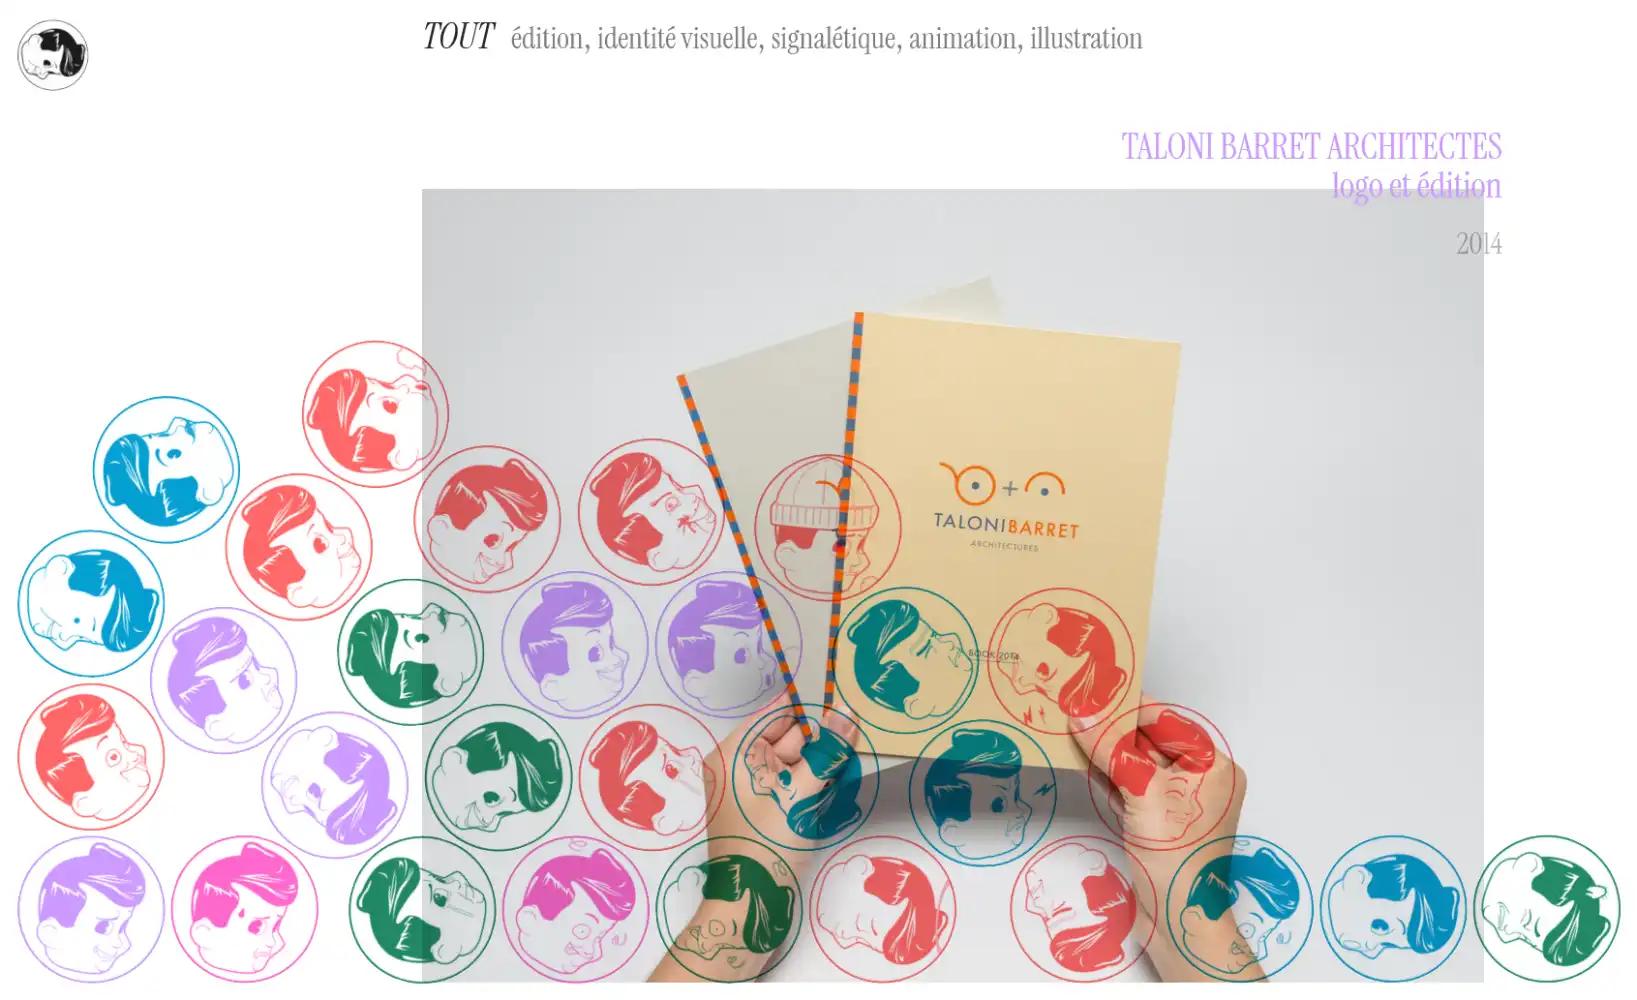 TOUT édition, identité visuelle, signalétique, animation, illustration
TALONI BARRET ARCHITECTES
logo et édition
2014
TALONIBARRET
ARCHITECTURES
BOOK 2014